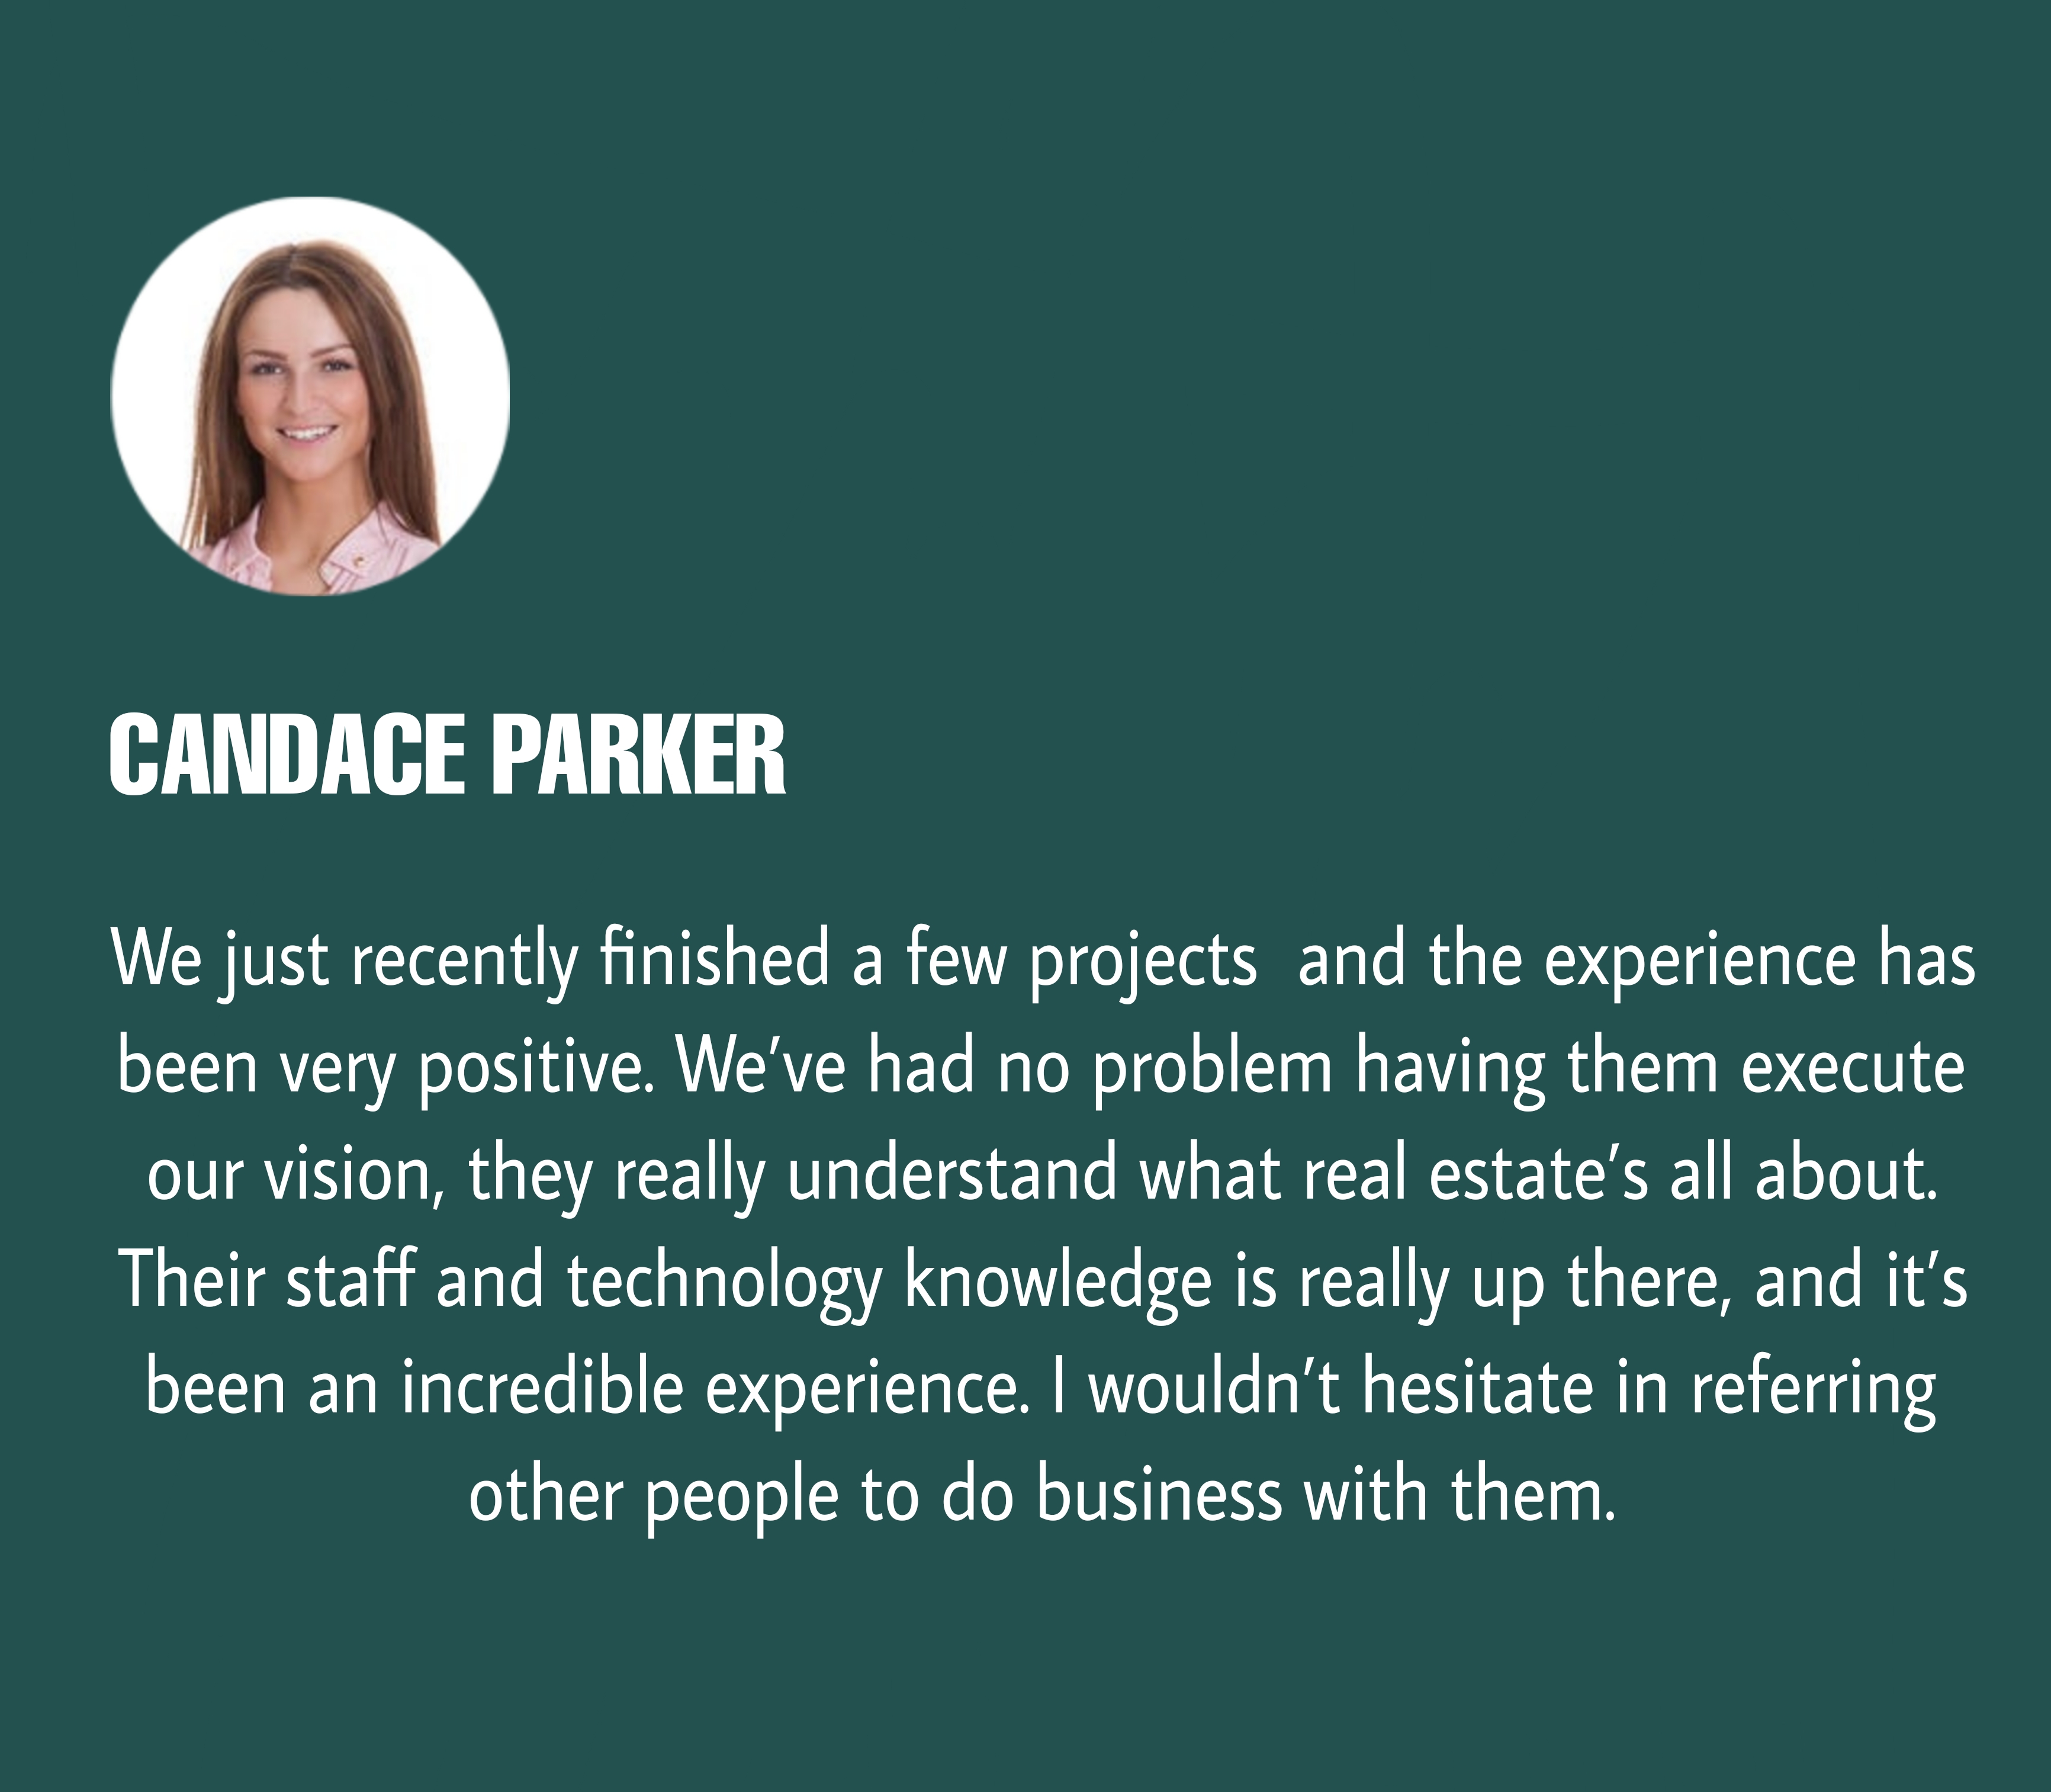 CANDACE PARKER
We just recently finished a few projects  and the experience has
been very positive. We’ve had no problem having them execute
our vision, they really understand what real estate’s all about.
Their staff and technology knowledge is really up there, and it’s
been an incredible experience. I wouldn’t hesitate in referring
other people to do business with them.